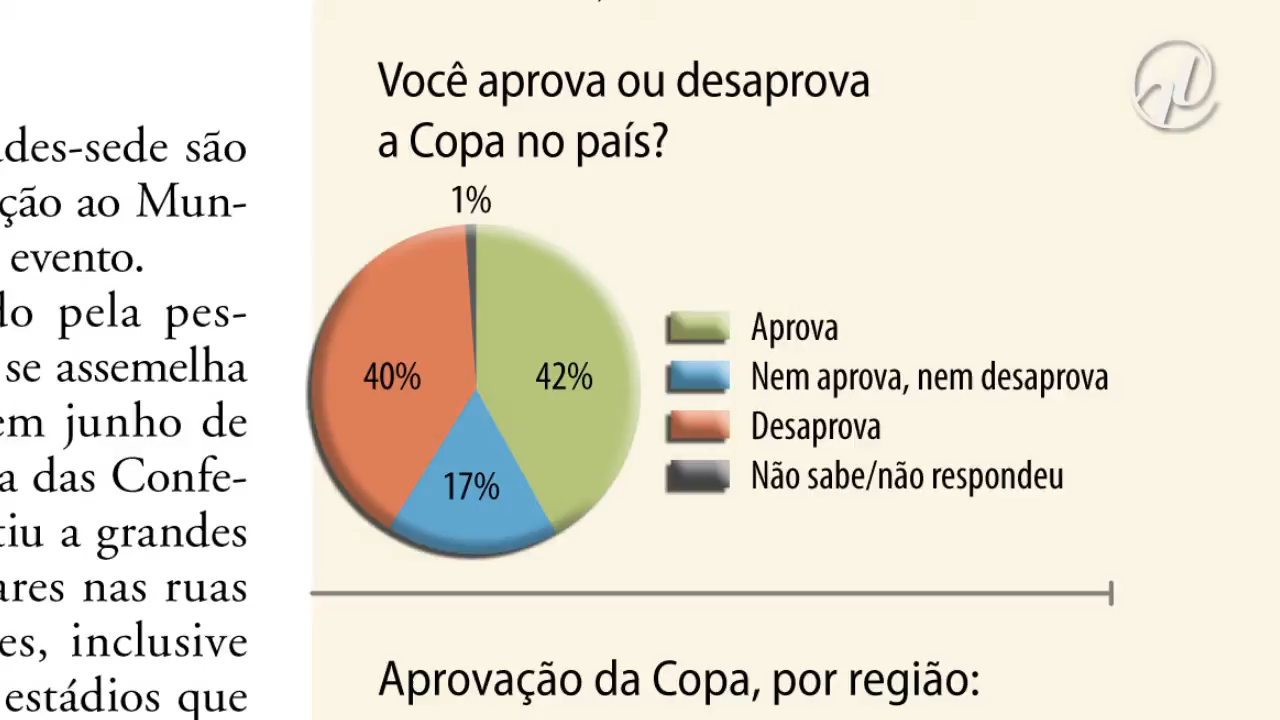 ades-sede são
ção ao Mun-
evento.
do pela pes-
se assemelha
em junho de
a das Confe-
tiu a grandes
ares nas ruas
es, inclusive
estádios que
Você aprova ou desaprova
a Copa no país?
1%
40%
42%
17%
Aprova
Nem aprova, nem desaprova
Desaprova
Não sabe/não respondeu
Aprovação da Copa, por região: